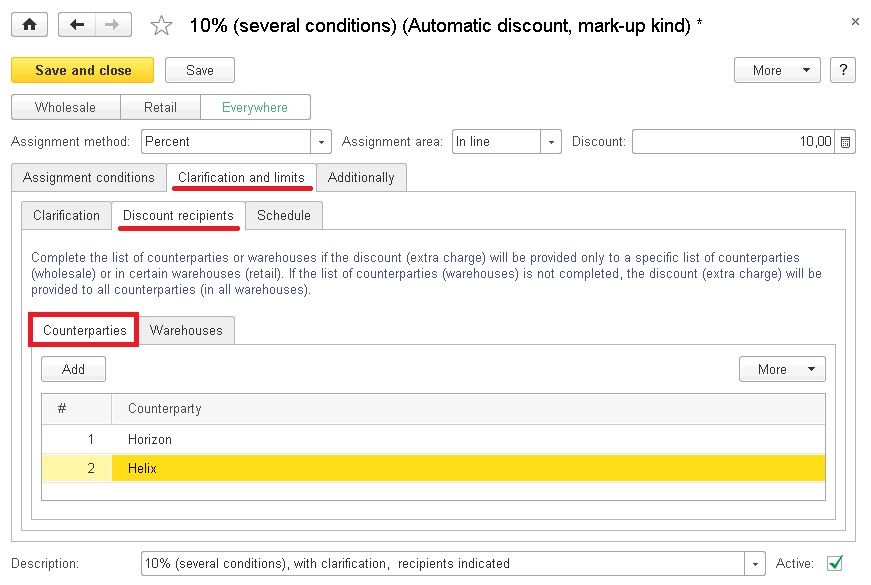 10% (several conditions) (Automatic discount, mark-up kind) *
Save and close Save More ?
Wholesale Retail Everywhere
Assignment method: Percent Assignment area: In line Discount: 10,00
Assignment conditions Clarification and limits Additionally
Clarification Discount recipients Schedule
Complete the list of counterparties or warehouses if the discount (extra charge) will be provided only to a specific list of counterparties
(wholesale) or in certain warehouses (retail). If the list of counterparties (warehouses) is not completed, the discount (extra charge) will be
provided to all counterparties (in all warehouses).
Counterparties Warehouses
Add More
# Counterparty
1 Horizon
2 Helix
Description: 10% (several conditions), with clarification, recipients indicated Active: